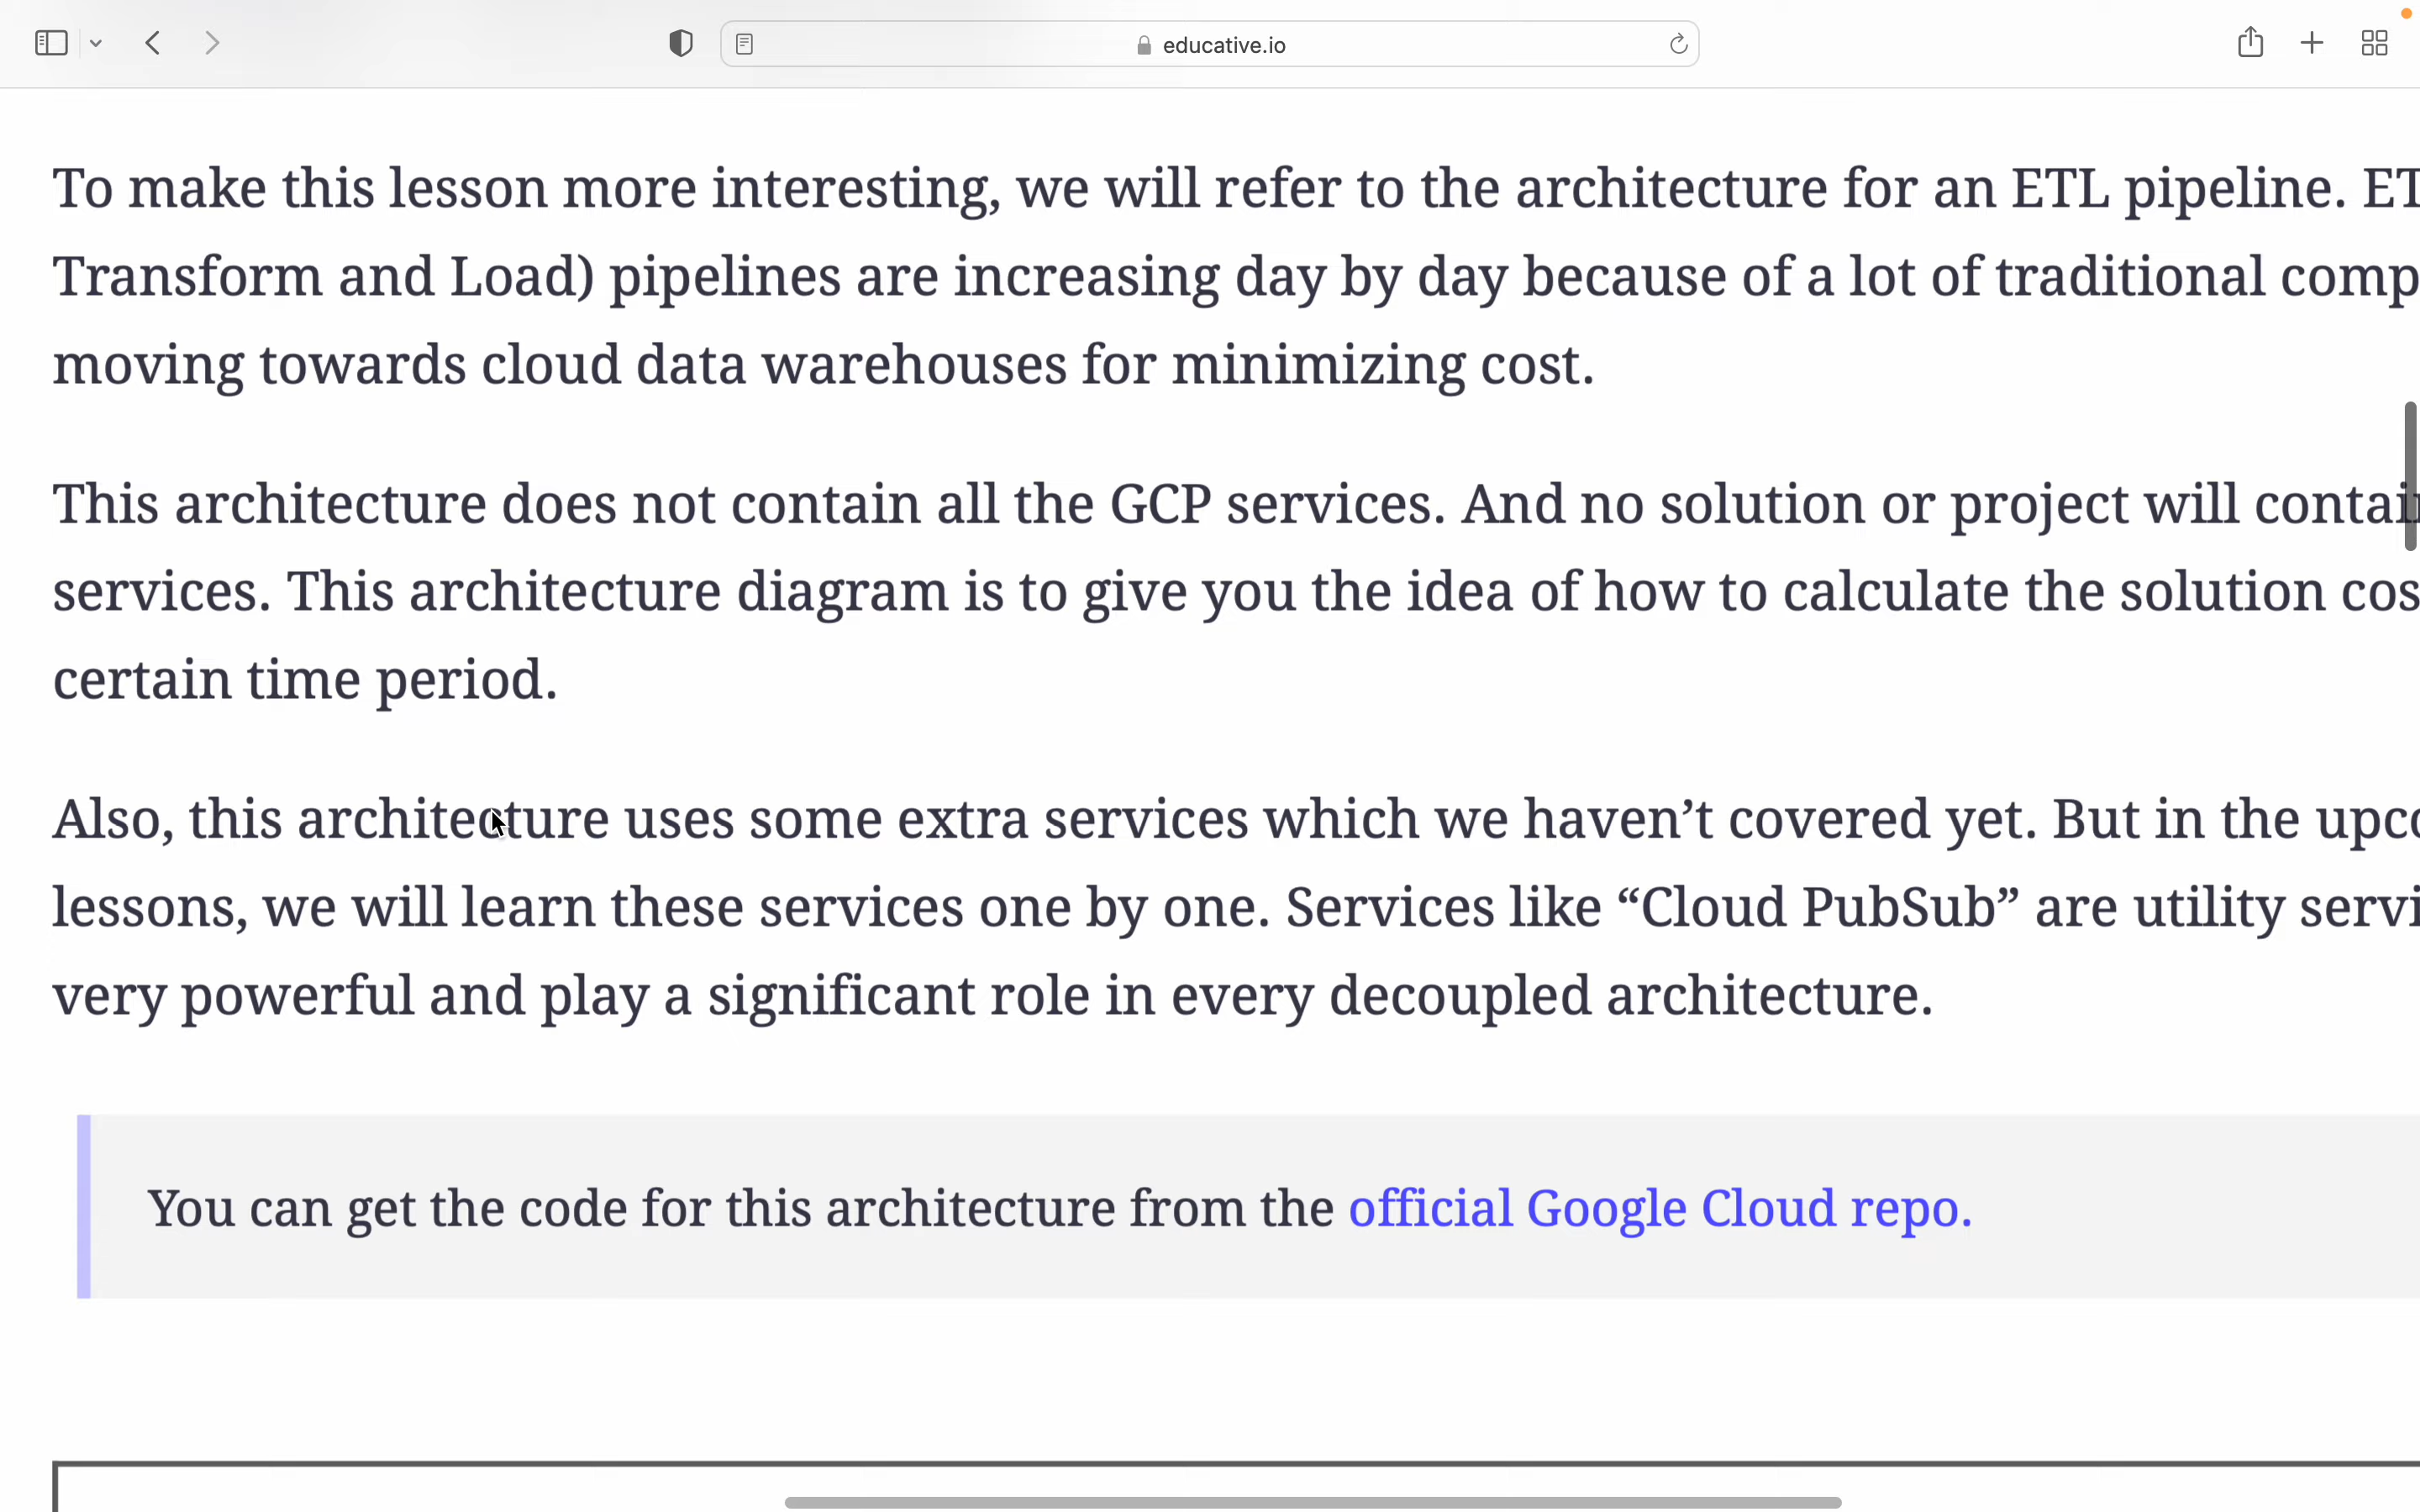 educative.io
To make this lesson more interesting, we will refer to the architecture for an ETL pipeline.
Transform and Load) pipelines are increasing day by day because of a lot of traditional
moving towards cloud data warehouses for minimizing cost.
This architecture does not contain all the GCP services. And no solution or project will
services. This architecture diagram is to give you the idea of how to calculate the solution
certain time period.
Also, this architecture uses some extra services which we haven’t covered yet. But in the
lessons, we will learn these services one by one. Services like “Cloud PubSub” are utility
very powerful and play a significant role in every decoupled architecture.
You can get the code for this architecture from the official Google Cloud repo.